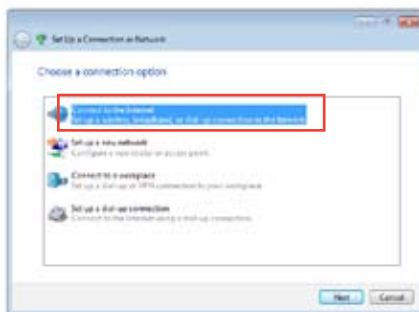 Set Up a Connection or Network
Choose a connection option
Connect to the Internet
Set up a wireless, broadband, or dial-up connection to the Internet.
Set up a new network
Configure a new router or access point.
Connect to a workplace
Set up a dial-up or VPN connection to your workplace.
Set up a dial-up connection
Connect to the Internet using a dial-up connection.
Next
Cancel